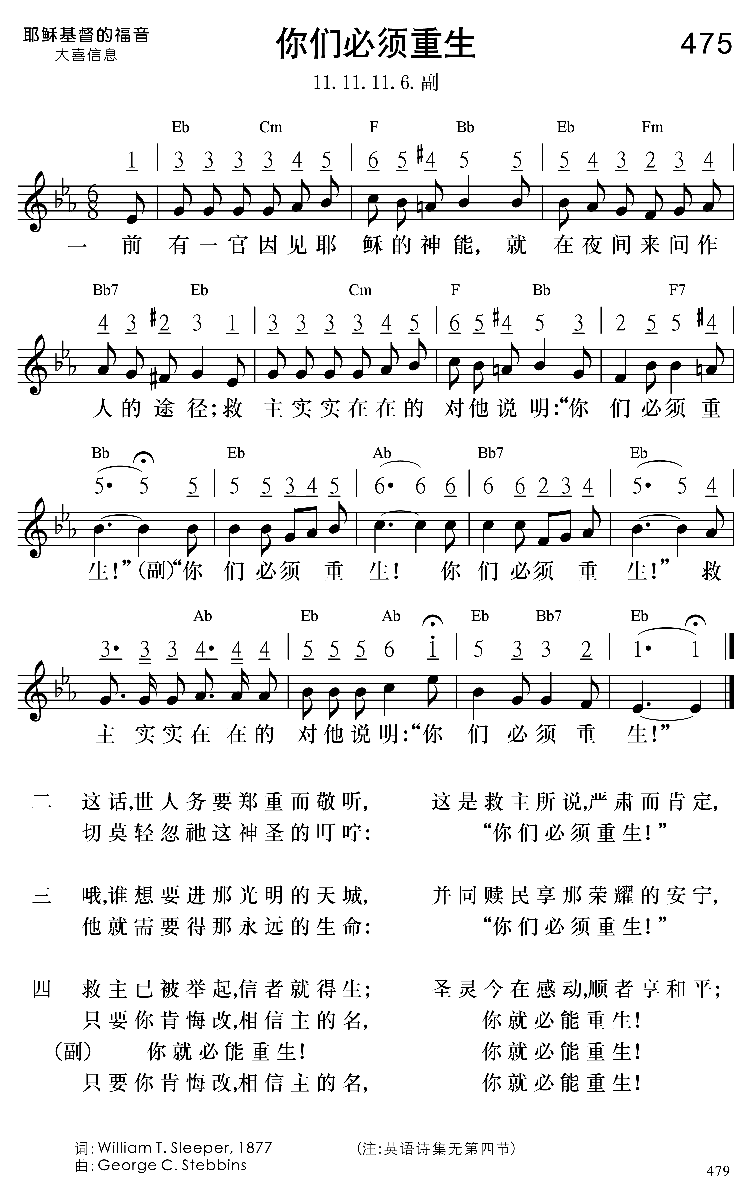 耶稣基督的福音
大喜信息
你们必须重生
475
11. 11. 11. 6. 副
Eb Cm F Bb Eb Fm
1 | 3 3 3 3 4 5 | 6 5 #4 5 5 | 5 4 3 2 3 4 |
一 前 有 一 官 因 见 耶 稣 的 神 能, 就 在 夜 间 来 问 作
Bb7 Eb Cm F Bb F7
4 3 #2 3 1 | 3 3 3 3 4 5 | 6 5 #4 5 3 | 2 5 5 #4 |
人 的 途 径; 救 主 实 实 在 在 的 对 他 说 明: “你 们 必 须 重
Bb Eb Ab Bb7 Eb
5• 5 5 | 5 5 3 4 5 | 6• 6 6 | 6 6 2 3 4 | 5• 5 4 |
生! ” (副) “你 们 必 须 重 生! 你 们 必 须 重 生! ” 救
Ab Eb Ab Eb Bb7 Eb
3• 3 3 4• 4 | 5 5 5 6 i | 5 3 3 2 | 1• 1
主 实 实 在 在 的 对 他 说 明: “你 们 必 须 重 生! ”
二 这 话, 世 人 务 要 郑 重 而 敬 听, 这 是 救 主 所 说, 严 肃 而 肯 定,
切 莫 轻 忽 祂 这 神 圣 的 叮 咛: “你 们 必 须 重 生! ”
三 哦, 谁 想 要 进 那 光 明 的 天 城, 并 同 赎 民 享 那 荣 耀 的 安 宁,
他 就 需 要 得 那 永 远 的 生 命: “你 们 必 须 重 生! ”
四 救 主 已 被 举 起, 信 者 就 得 生; 圣 灵 今 在 感 动, 顺 者 享 和 平;
只 要 你 肯 悔 改, 相 信 主 的 名, 你 就 必 能 重 生!
(副) 你 就 必 能 重 生! 你 就 必 能 重 生!
只 要 你 肯 悔 改, 相 信 主 的 名, 你 就 必 能 重 生!
词: William T. Sleeper, 1877 (注:英语诗集无第四节)
曲: George C. Stebbins
479